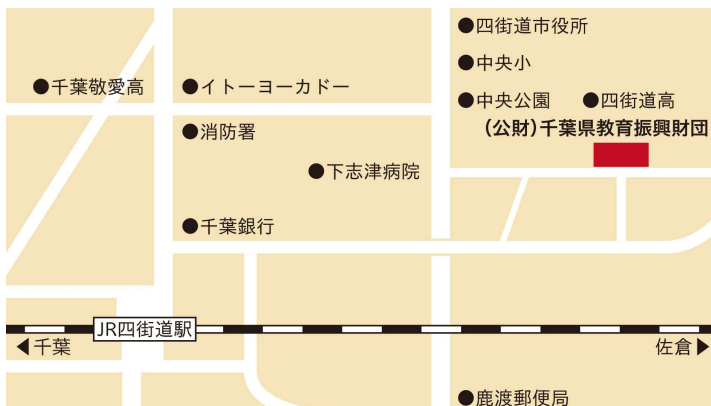 ●四街道市役所
●中央小
●千葉敬愛高
●イトーヨーカドー
●中央公園
●四街道高
(公財)千葉県教育振興財団
●消防署
●下志津病院
●千葉銀行
JR四街道駅
◀千葉
佐倉▶
●鹿渡郵便局